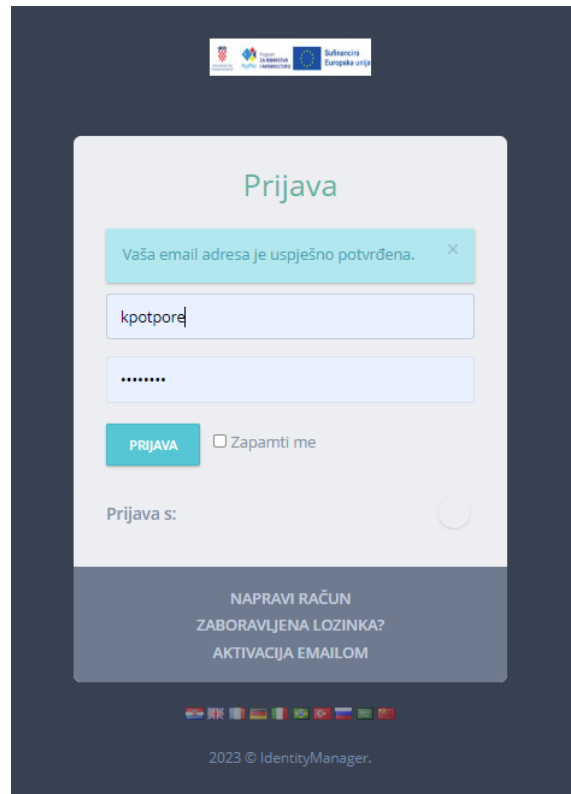 Sufinancira
Europska unija
Prijava
Vaša email adresa je uspješno potvrđena. ×
kpotpore
••••••••
PRIJAVA
Zapamti me
Prijava s:
NAPRAVI RAČUN
ZABORAVLJENA LOZINKA?
AKTIVACIJA EMAILOM
2023 © IdentityManager.